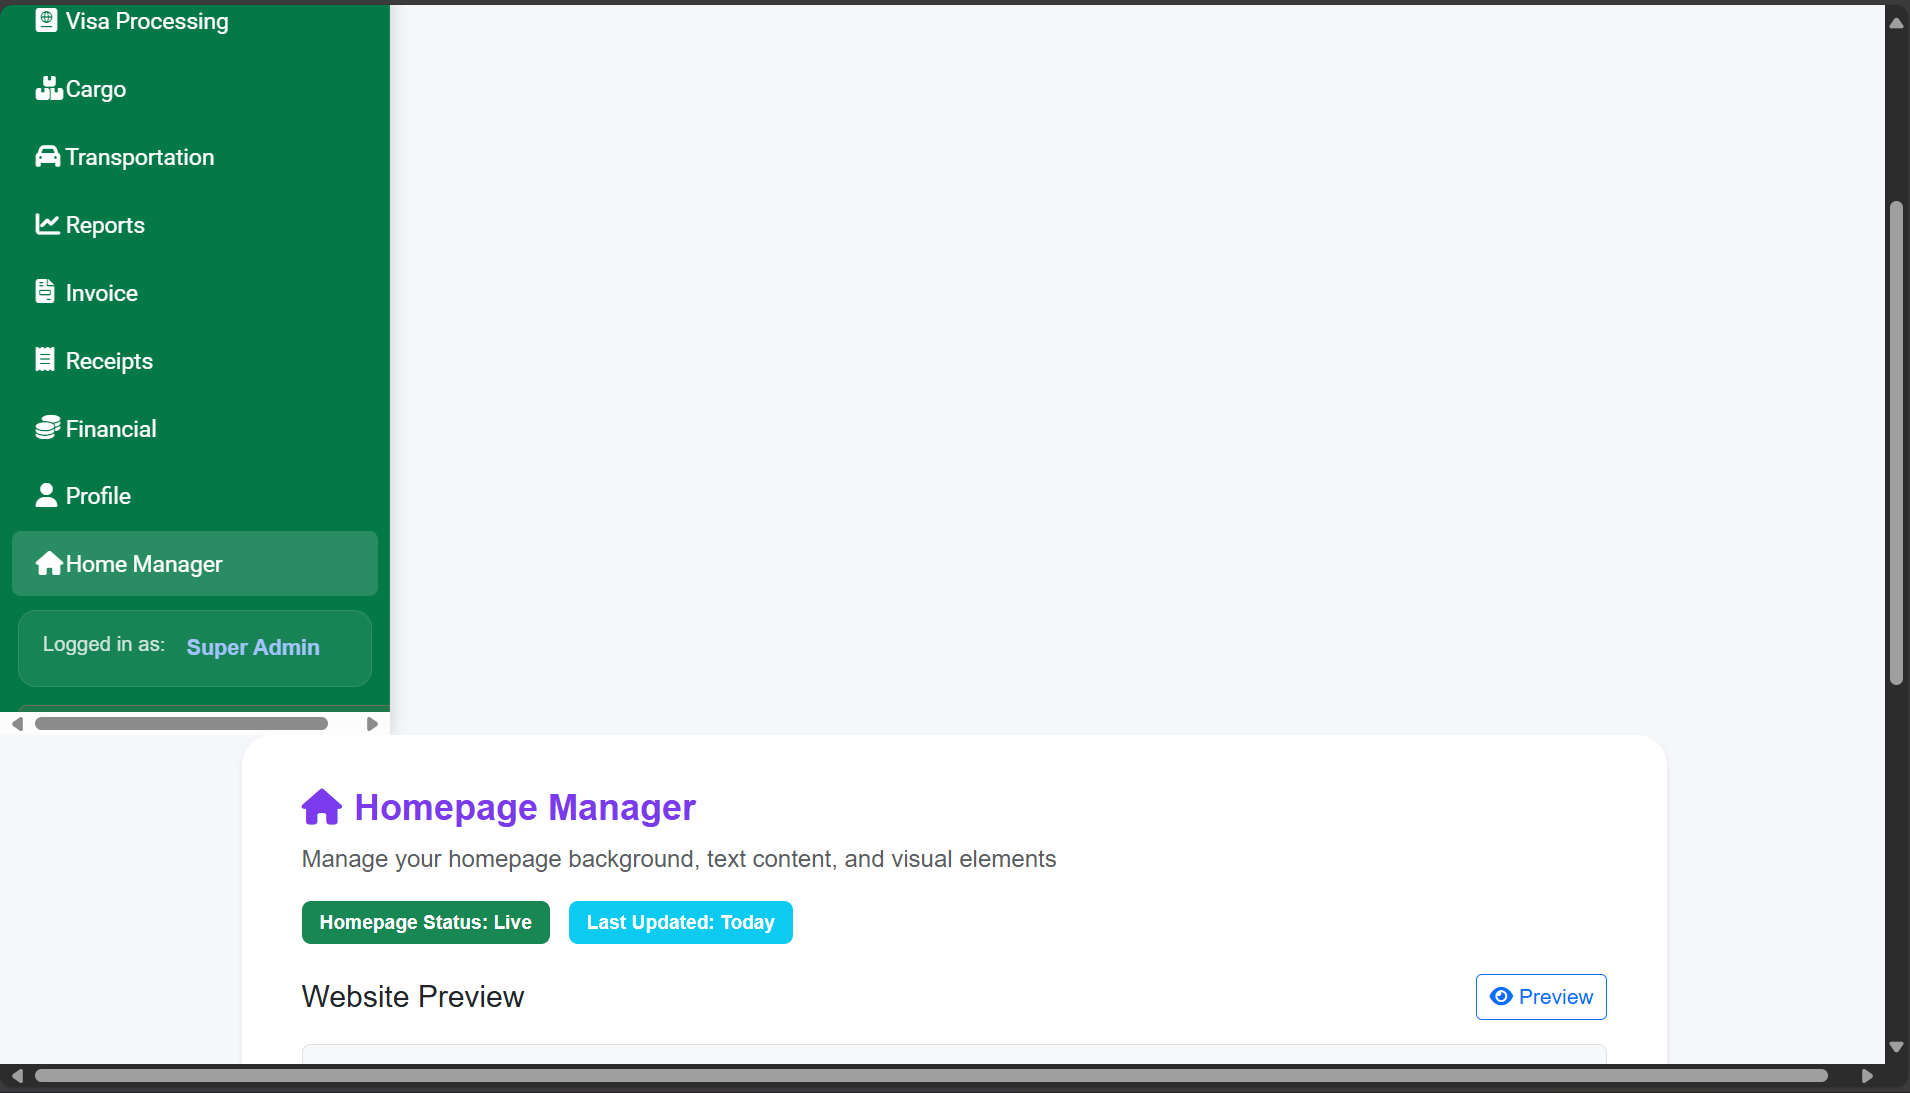 Visa Processing
Cargo
Transportation
Reports
Invoice
Receipts
Financial
Profile
Home Manager
Logged in as: Super Admin
Homepage Manager
Manage your homepage background, text content, and visual elements
Homepage Status: Live
Last Updated: Today
Website Preview
Preview